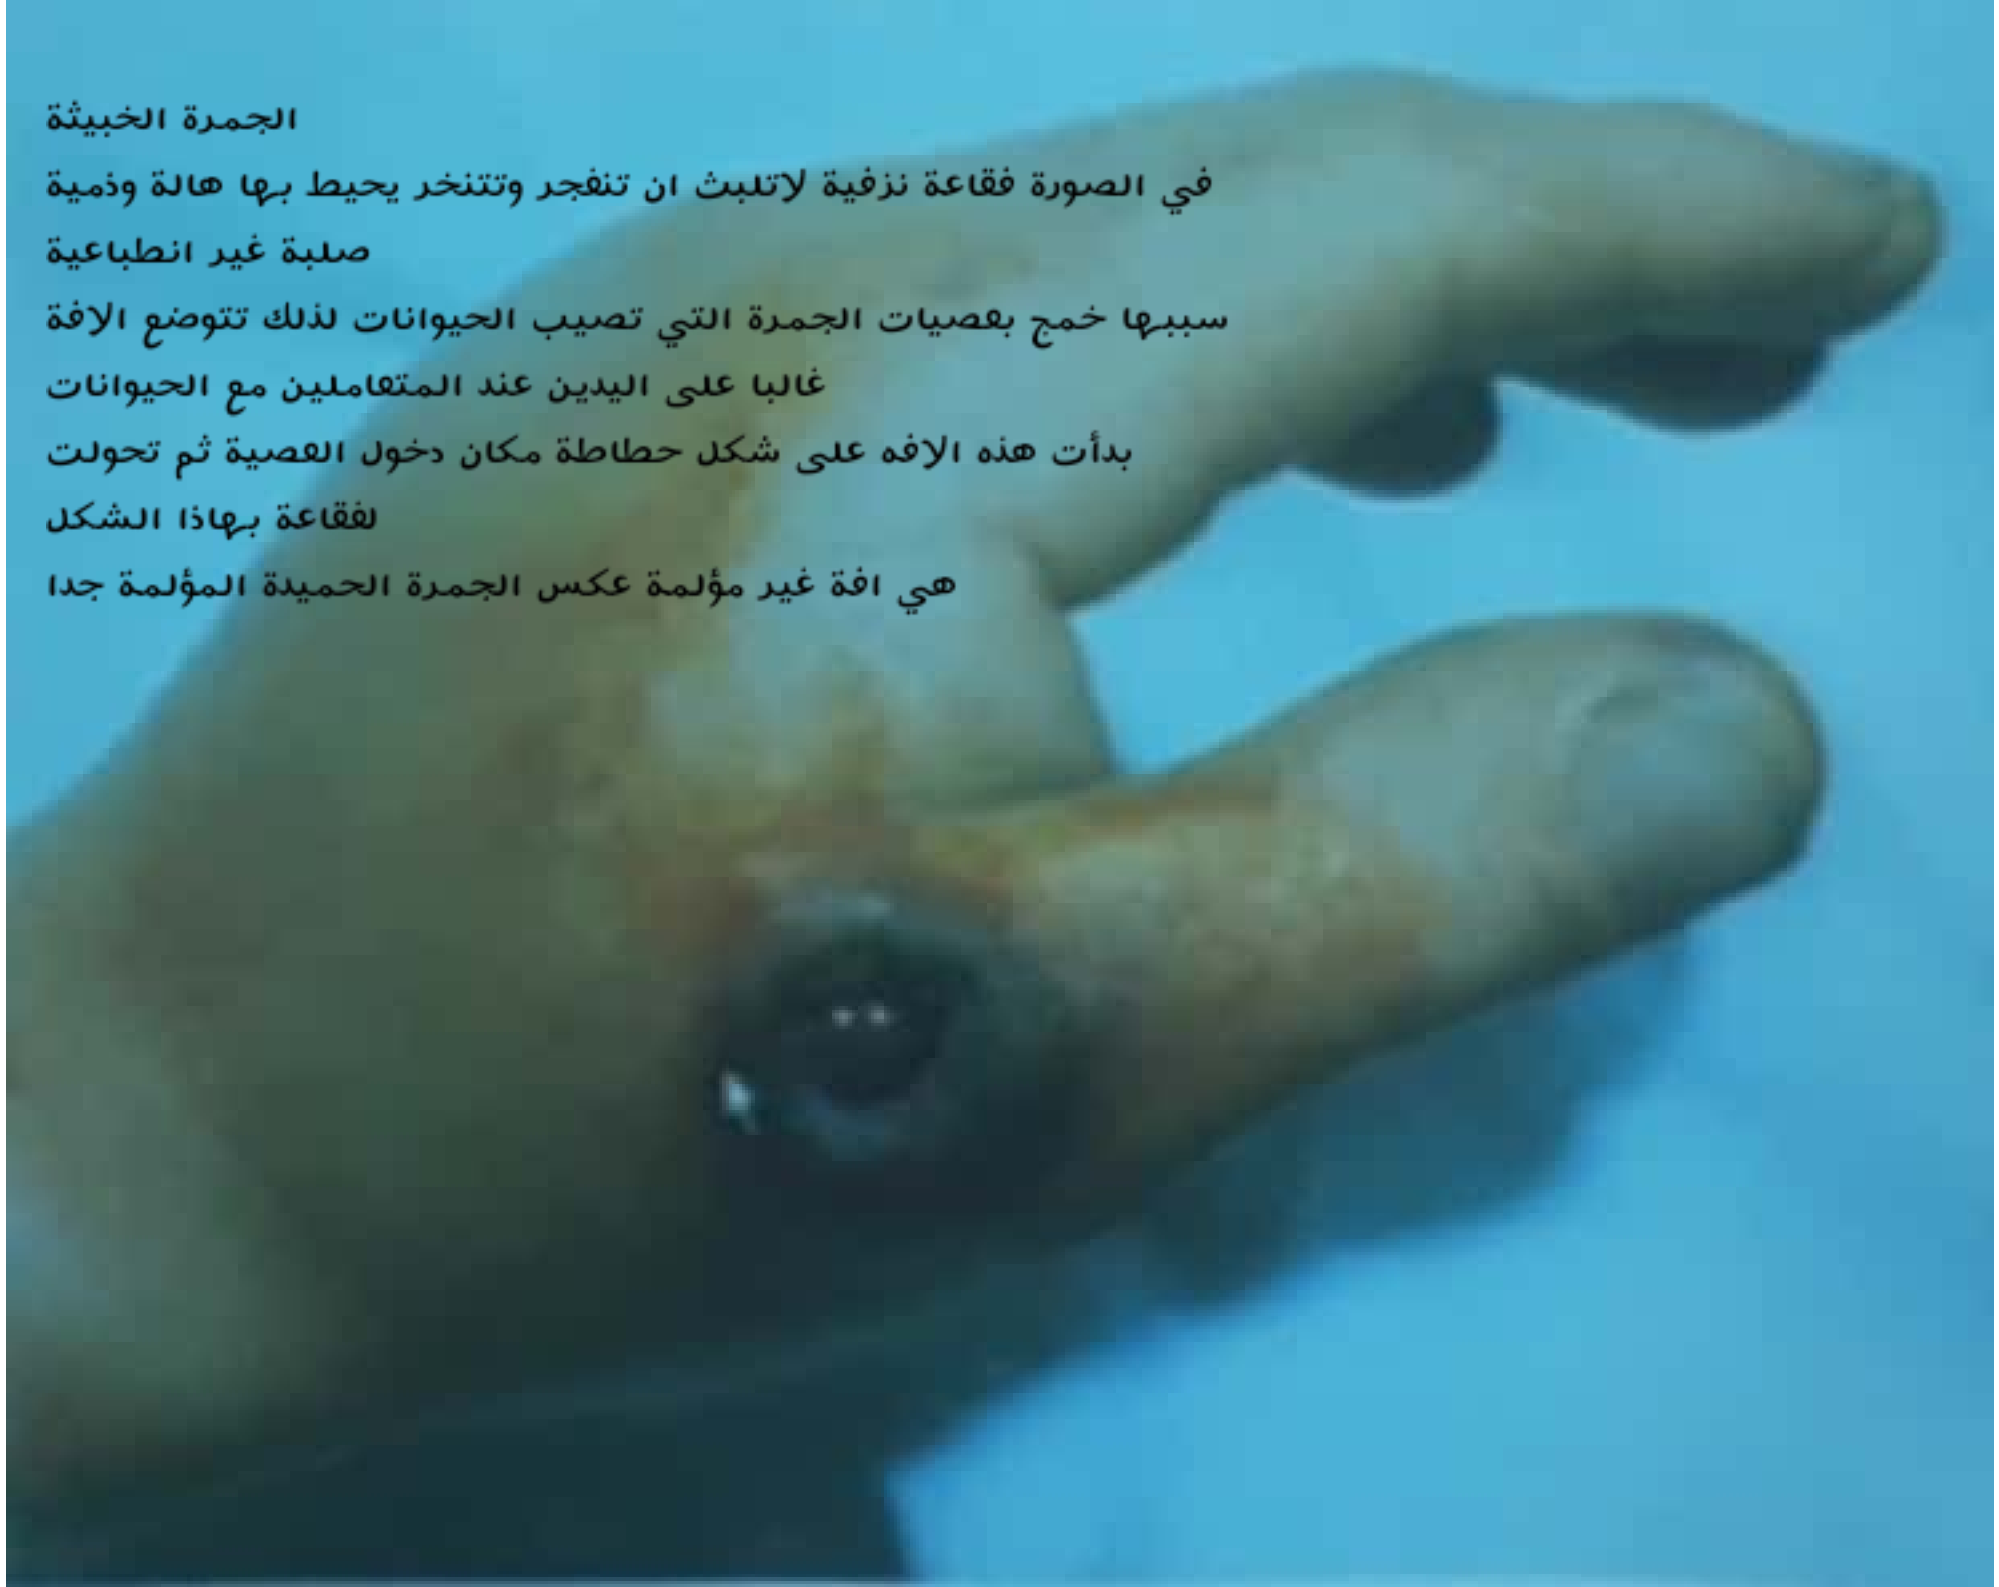 الجمرة الخبيثة
في الصورة فقاعة نزفية لاتلبث ان تنفجر وتتنخر يحيط بها هالة وذمية
صلبة غير انطباعية
سببها خمج بعصيات الجمرة التي تصيب الحيوانات لذلك تتوضع الافة
غالبا على اليدين عند المتعاملين مع الحيوانات
بدأت هذه الافه على شكل حطاطة مكان دخول العصية ثم تحولت
لفقاعة بهاذا الشكل
هي افة غير مؤلمة عكس الجمرة الحميدة المؤلمة جدا